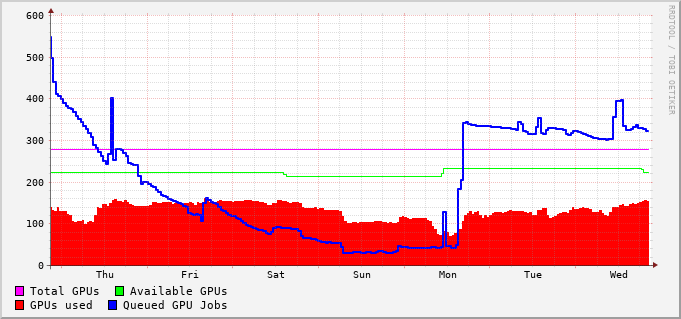 600
500
400
300
200
100
0
Thu Fri Sat Sun Mon Tue Wed
Total GPUs Available GPUs
GPUs used Queued GPU Jobs
RRDTOOL / TOBI OETIKER